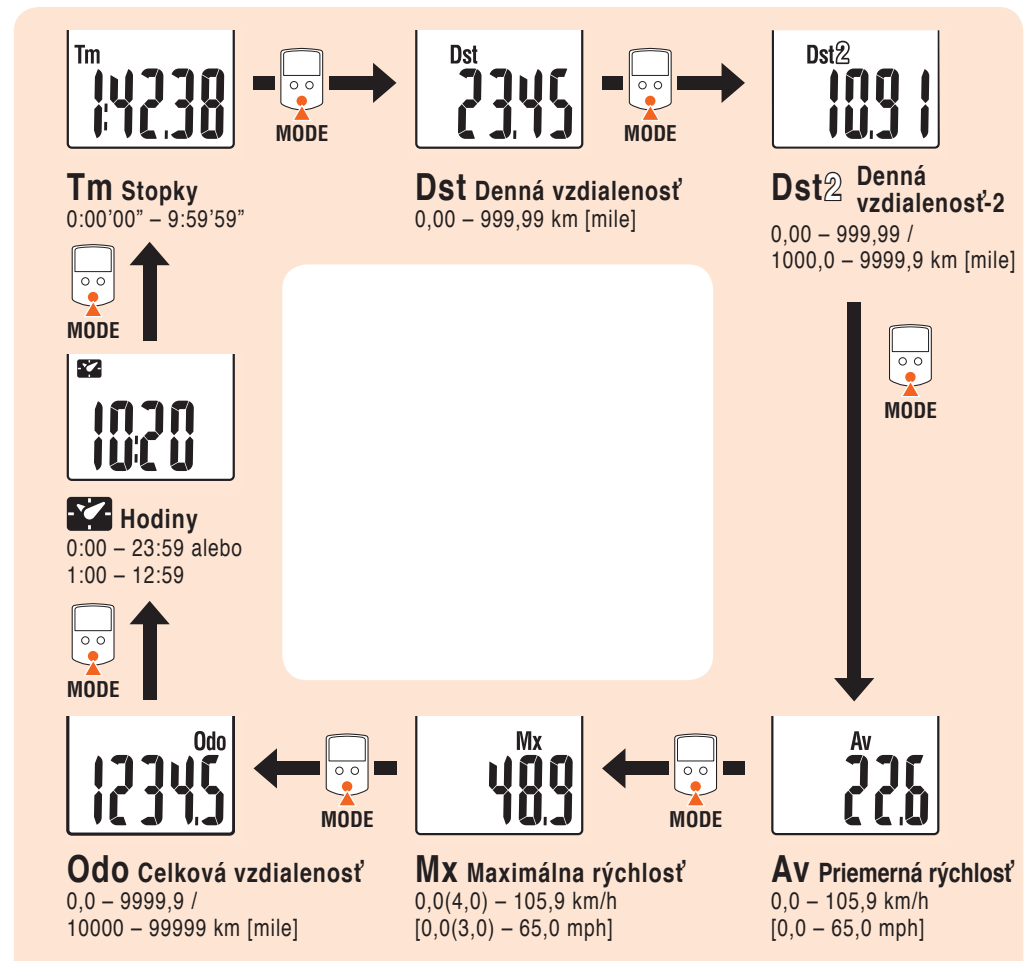 Tm
1:42.38
MODE
Dst
23.45
MODE
Dst2
10.91
Tm Stopky
0:00’00” – 9:59’59”
Dst Denná vzdialenosť
0,00 – 999,99 km [mile]
Dst2 Denná
vzdialenosť-2
0,00 – 999,99 /
1000,0 – 9999,9 km [mile]
MODE
MODE
10:20
Hodiny
0:00 – 23:59 alebo
1:00 – 12:59
MODE
Odo
1234.5
MODE
Mx
48.9
MODE
Av
22.6
Odo Celková vzdialenosť
0,0 – 9999,9 /
10000 – 99999 km [mile]
Mx Maximálna rýchlosť
0,0(4,0) – 105,9 km/h
[0,0(3,0) – 65,0 mph]
Av Priemerná rýchlosť
0,0 – 105,9 km/h
[0,0 – 65,0 mph]